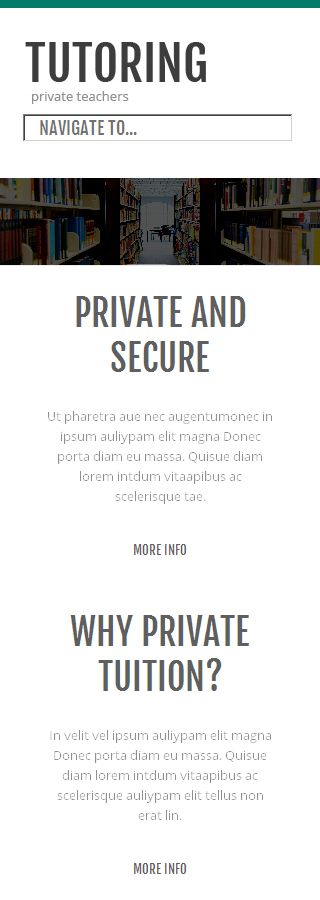 TUTORING
private teachers
NAVIGATE TO...
PRIVATE AND
SECURE
Ut pharetra aue nec augentumonec in
ipsum auliypam elit magna Donec
porta diam eu massa. Quisue diam
lorem intdum vitaapibus ac
scelerisque tae.
MORE INFO
WHY PRIVATE
TUITION?
In velit vel ipsum auliypam elit magna
Donec porta diam eu massa. Quisue
diam lorem intdum vitaapibus ac
scelerisque auliypam elit tellus non
erat lin.
MORE INFO